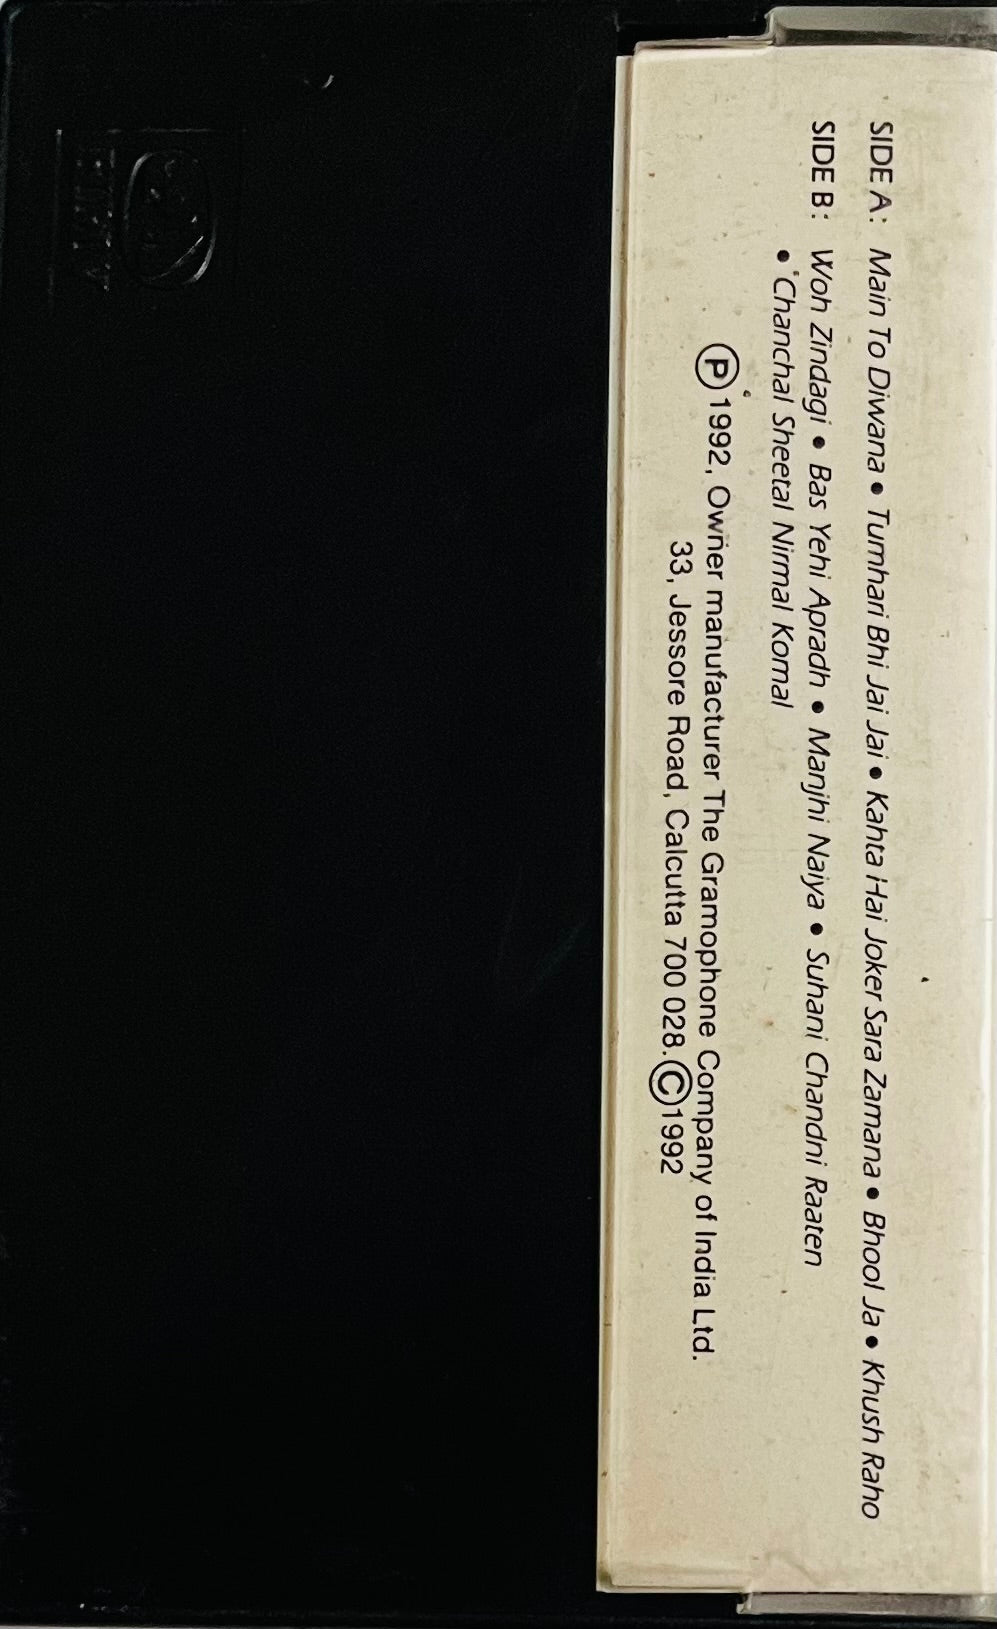 SIDE A: Main To Diwana • Tumhari Bhi Jai Jai • Kahta Hai Joker Sara Zamana • Bhool Ja • Khush Raho
SIDE B: Woh Zindagi • Bas Yehi Apradh • Manjhi Naiya • Suhani Chandni Raaten
• Chanchal Sheetal Nirmal Komal
Ⓟ 1992, Owner manufacturer The Gramophone Company of India Ltd.
33, Jessore Road, Calcutta 700 028. © 1992